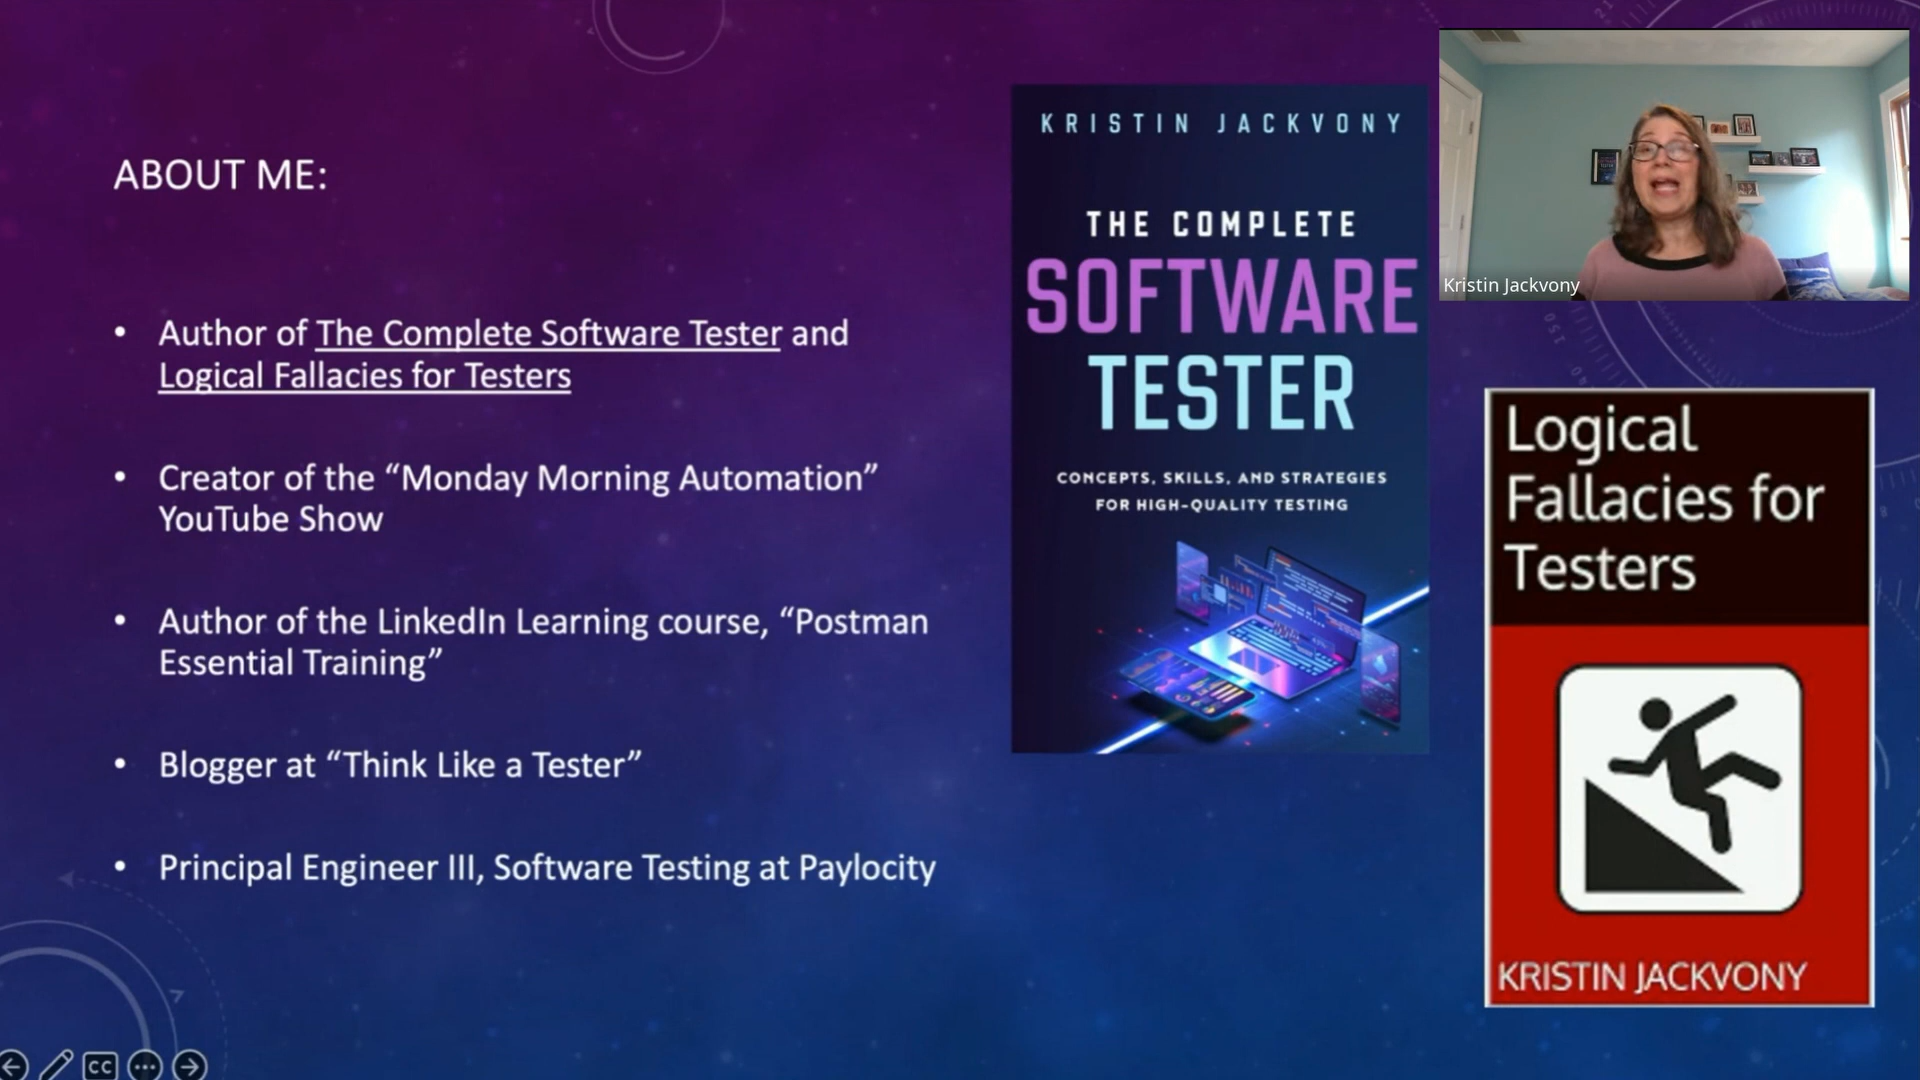 ABOUT ME:
• Author of The Complete Software Tester and
Logical Fallacies for Testers
• Creator of the “Monday Morning Automation”
YouTube Show
• Author of the LinkedIn Learning course, “Postman
Essential Training”
• Blogger at “Think Like a Tester”
• Principal Engineer III, Software Testing at Paylocity
KRISTIN JACKVONY
THE COMPLETE
SOFTWARE
TESTER
CONCEPTS, SKILLS, AND STRATEGIES
FOR HIGH-QUALITY TESTING
Kristin Jackvony
Logical
Fallacies for
Testers
KRISTIN JACKVONY
CC